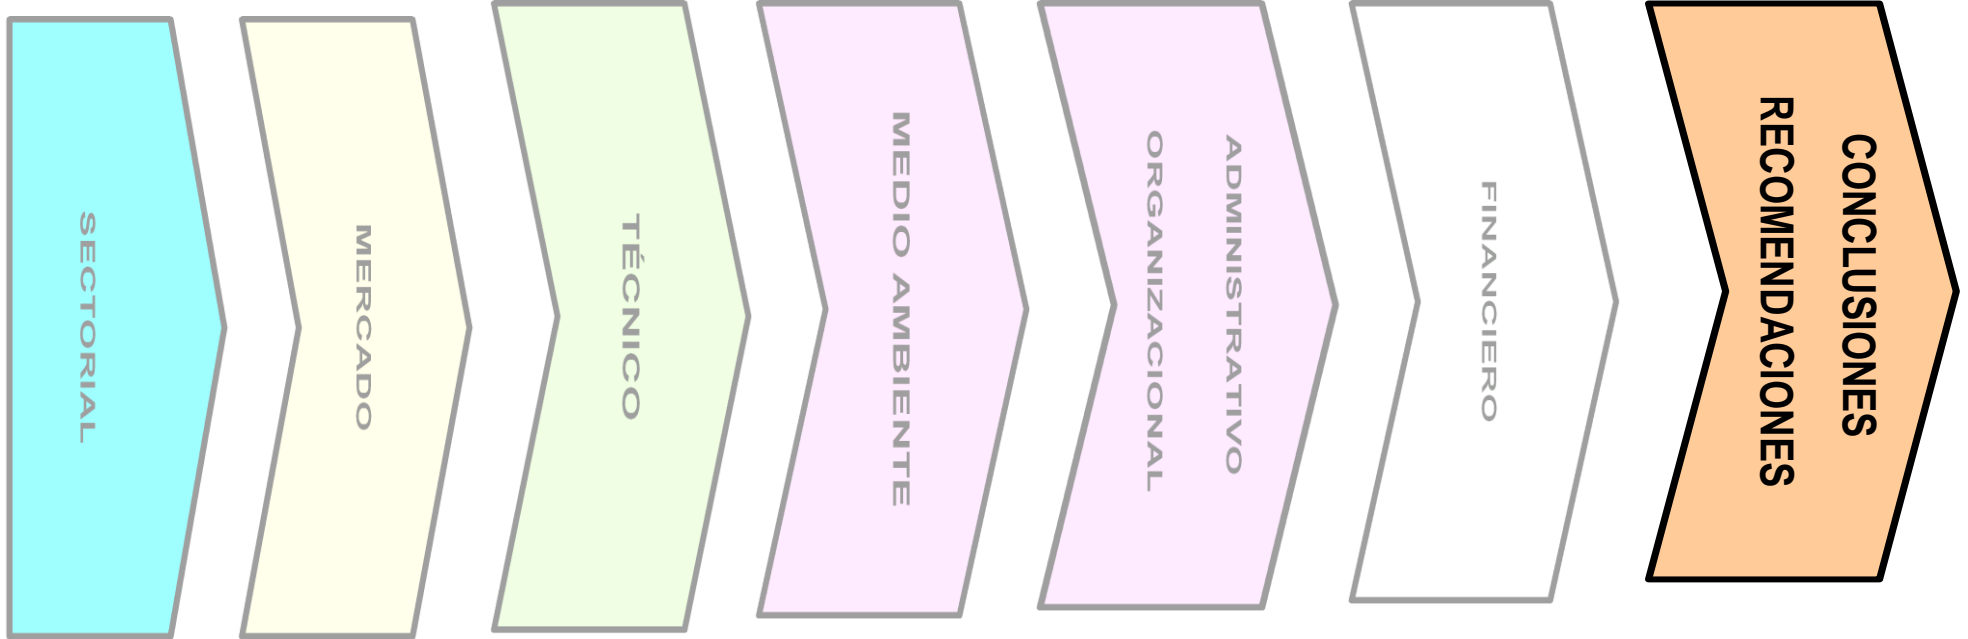 SECTORIAL
MERCADO
TÉCNICO
MEDIO AMBIENTE
ADMINISTRATIVO
ORGANIZACIONAL
FINANCIERO
CONCLUSIONES
RECOMENDACIONES